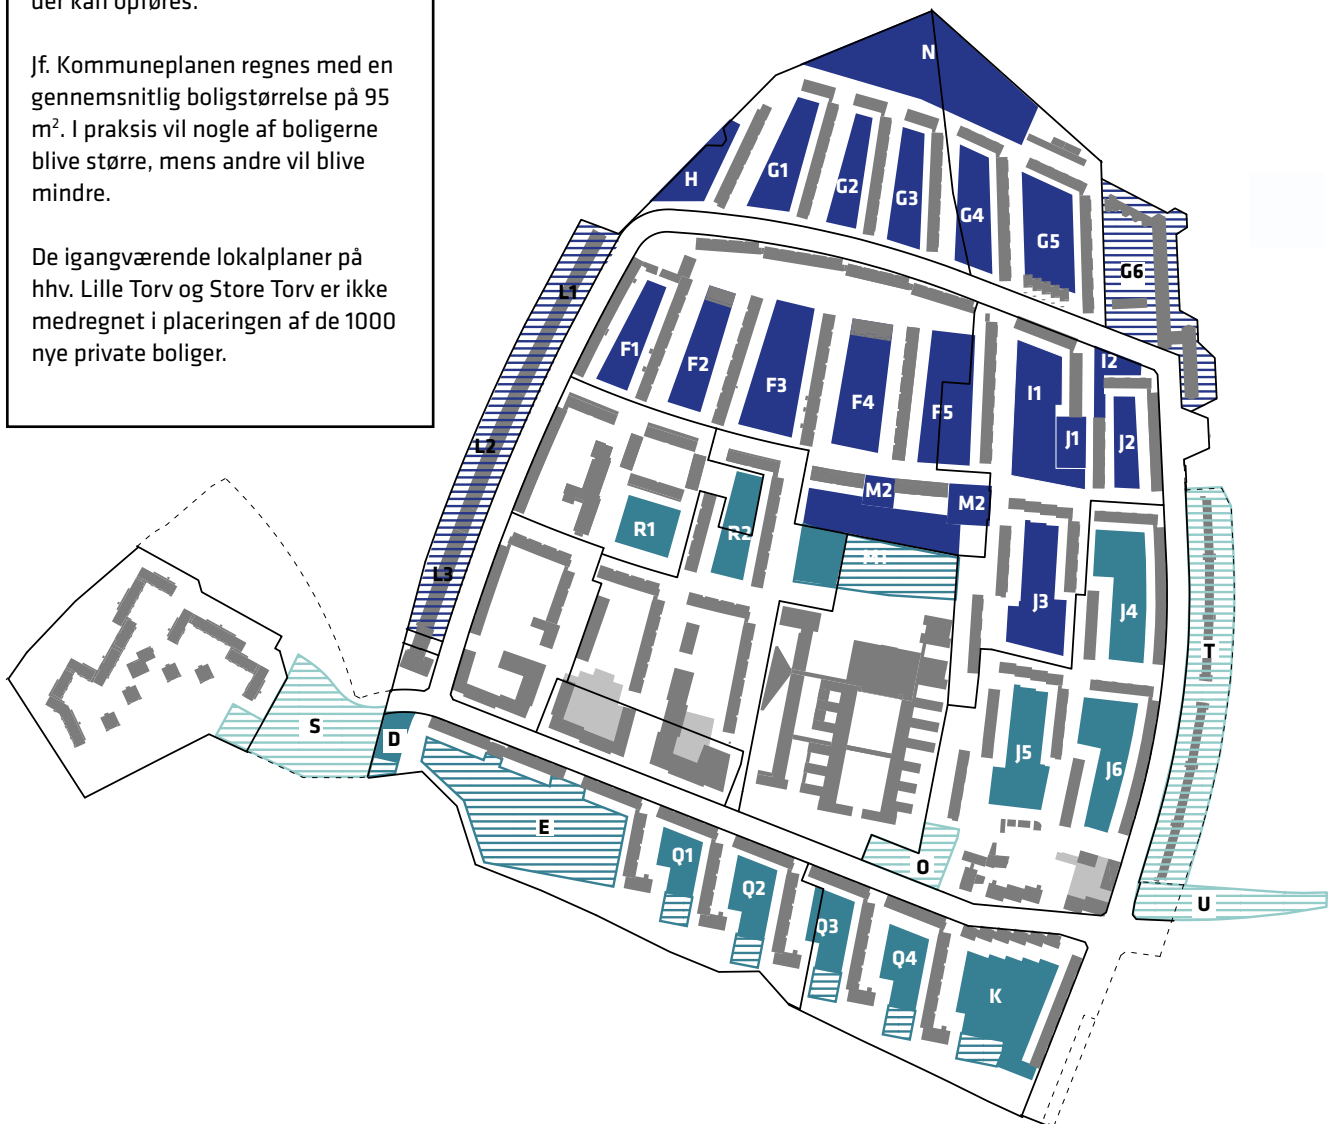 der kan opføres.
Jf. Kommuneplanen regnes med en
gennemsnitlig boligstørrelse på 95
m². I praksis vil nogle af boligerne
blive større, mens andre vil blive
mindre.
De igangværende lokalplaner på
hhv. Lille Torv og Store Torv er ikke
medregnet i placeringen af de 1000
nye private boliger.
N
H
G1
G2
G3
G4
G5
G6
L1
F1
F2
F3
F4
F5
I1
I2
J1
J2
L2
M2
M2
R1
R2
M1
L3
J3
J4
T
S
D
J5
J6
E
Q1
Q2
O
Q3
Q4
K
U